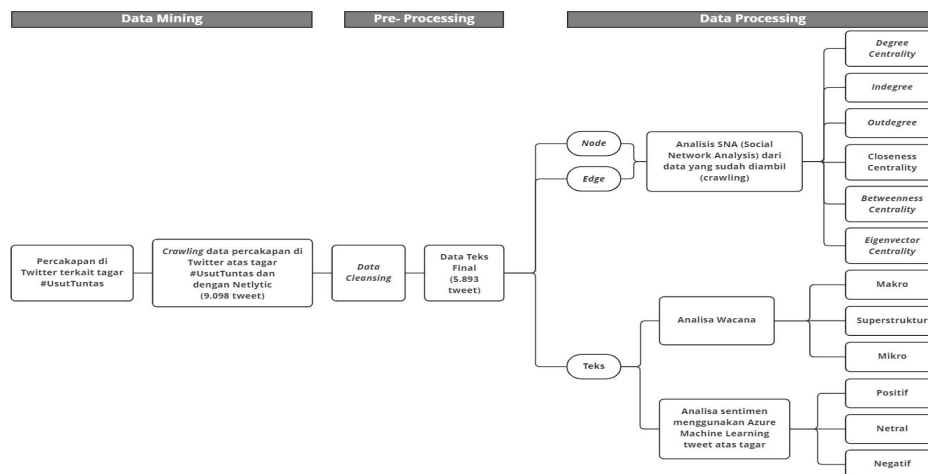 Data Mining
Pre- Processing
Data Processing
Percakapan di
Twitter terkait tagar
#UsutTuntas
Crawling data percakapan di
Twitter atas tagar
#UsutTuntas dan
dengan Netlytic
(9.098 tweet)
Data
Cleansing
Data Teks
Final
(5.893
tweet)
Node
Edge
Analisis SNA (Social
Network Analysis) dari
data yang sudah diambil
(crawling)
Degree
Centrality
Indegree
Outdegree
Closeness
Centrality
Betweenness
Centrality
Eigenvector
Centrality
Teks
Analisa Wacana
Makro
Superstruktur
Mikro
Analisa sentimen
menggunakan Azure
Machine Learning
tweet atas tagar
Positif
Netral
Negatif